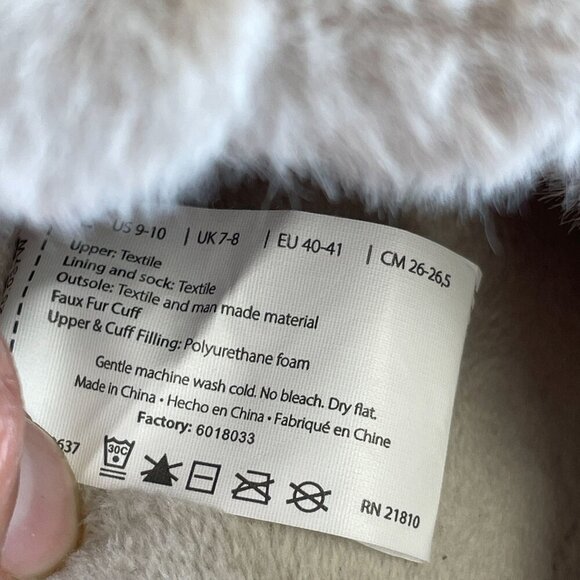 US 9-10 | UK 7-8 | EU 40-41 | CM 26-26,5
Upper: Textile
Lining and sock: Textile
Outsole: Textile and man made material
Faux Fur Cuff
Upper & Cuff Filling: Polyurethane foam
Gentle machine wash cold. No bleach. Dry flat.
Made in China • Hecho en China • Fabriqué en Chine
Factory: 6018033
637
30C
RN 21810